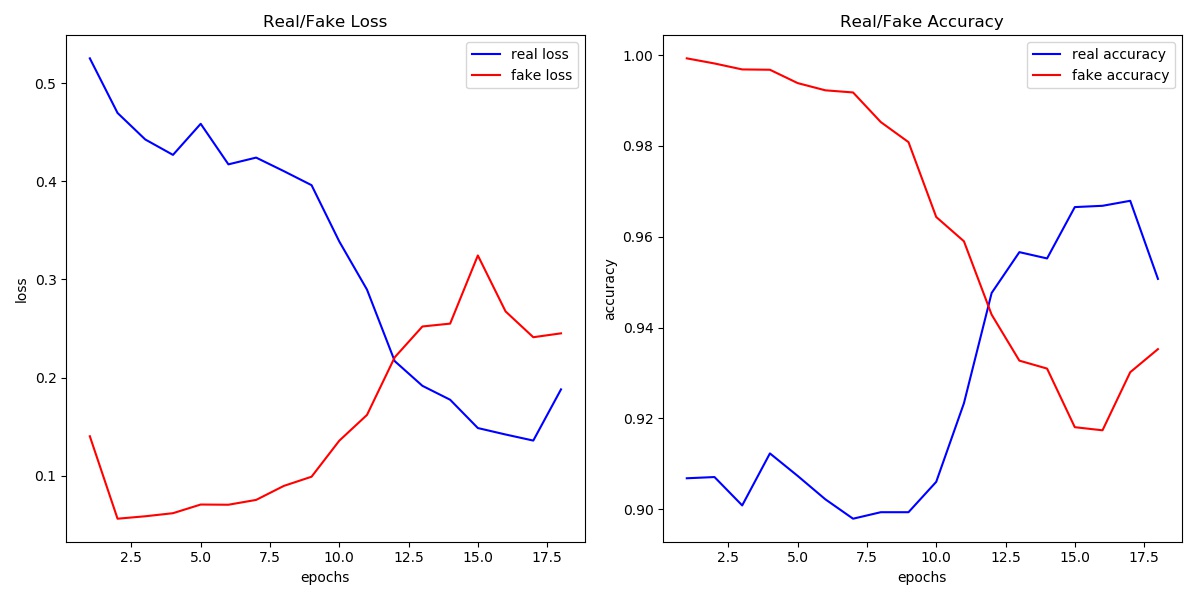 Real/Fake Loss
real loss
fake loss
0.5
0.4
0.3
0.2
0.1
loss
2.5 5.0 7.5 10.0 12.5 15.0 17.5
epochs
Real/Fake Accuracy
real accuracy
fake accuracy
1.00
0.98
0.96
0.94
0.92
0.90
accuracy
2.5 5.0 7.5 10.0 12.5 15.0 17.5
epochs